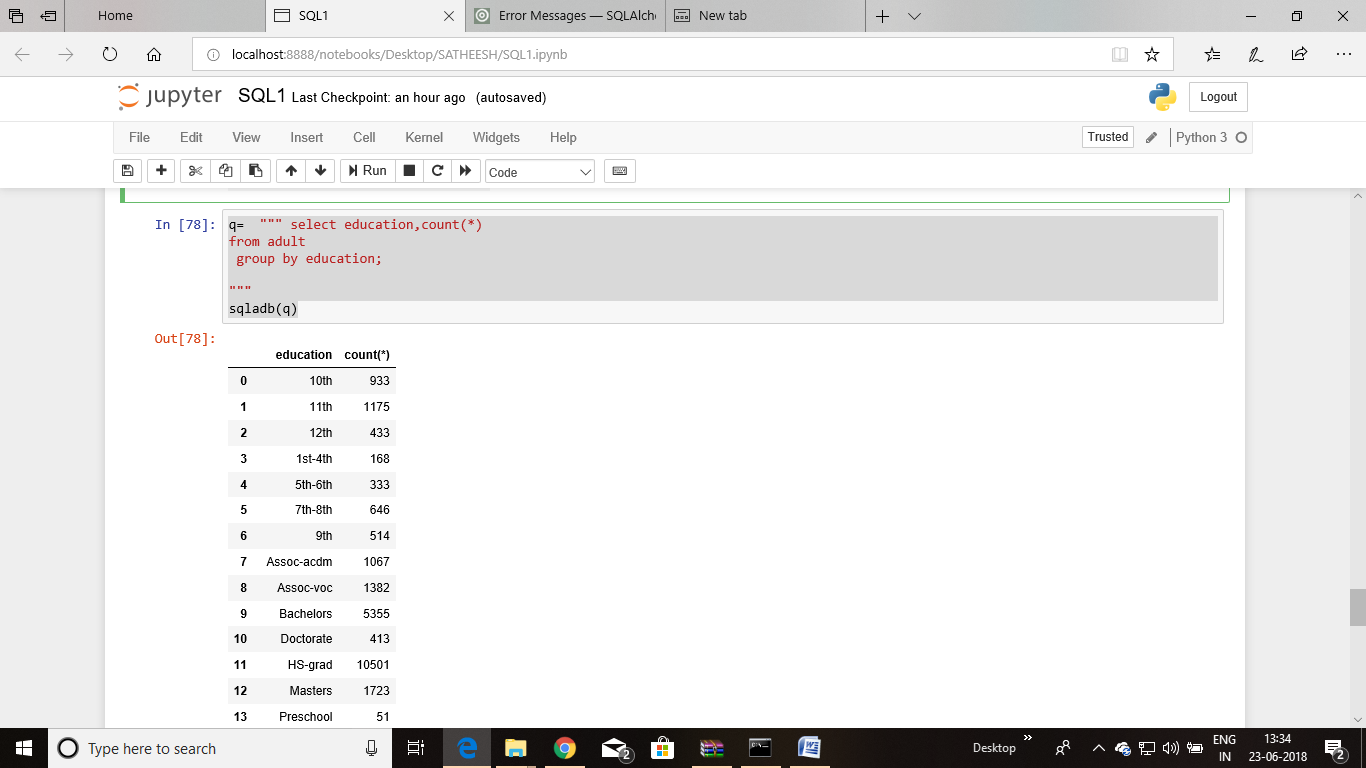 Home
SQL1
Error Messages — SQLAlch
New tab
localhost:8888/notebooks/Desktop/SATHEESH/SQL1.ipynb
jupyter SQL1 Last Checkpoint: an hour ago (autosaved)
Logout
File Edit View Insert Cell Kernel Widgets Help
Trusted
Python 3
Run
Code
In [78]: q= """ select education,count(*)
from adult
group by education;
"""
sqladb(q)
Out[78]:
education count(*)
0 10th 933
1 11th 1175
2 12th 433
3 1st-4th 168
4 5th-6th 333
5 7th-8th 646
6 9th 514
7 Assoc-acdm 1067
8 Assoc-voc 1382
9 Bachelors 5355
10 Doctorate 413
11 HS-grad 10501
12 Masters 1723
13 Preschool 51
Type here to search
2
Desktop
ENG
IN
13:34
23-06-2018
2